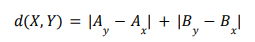 d(X,Y) = |A_y − A_x| + |B_y − B_x|